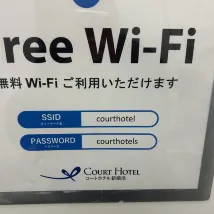 ree Wi-Fi
無料 Wi-Fi ご利用いただけます
SSID courthotel
PASSWORD courthotels
COURT HOTEL